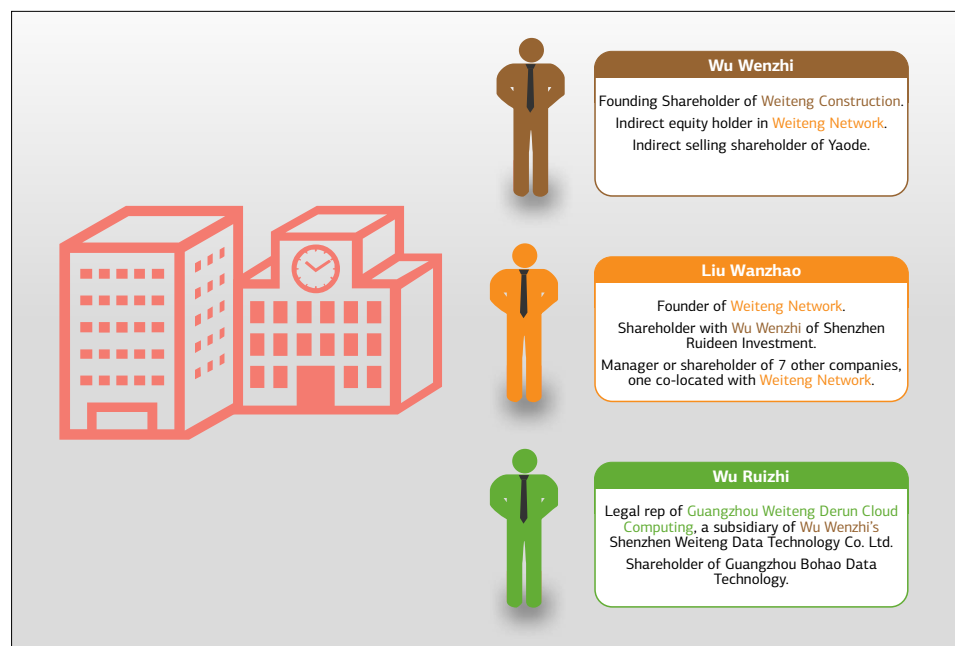 Wu Wenzhi
Founding Shareholder of Weiteng Construction.
Indirect equity holder in Weiteng Network.
Indirect selling shareholder of Yaode.
Liu Wanzhao
Founder of Weiteng Network.
Shareholder with Wu Wenzhi of Shenzhen
Ruideen Investment.
Manager or shareholder of 7 other companies,
one co-located with Weiteng Network.
Wu Ruizhi
Legal rep of Guangzhou Weiteng Derun Cloud
Computing, a subsidiary of Wu Wenzhi's
Shenzhen Weiteng Data Technology Co. Ltd.
Shareholder of Guangzhou Bohao Data
Technology.